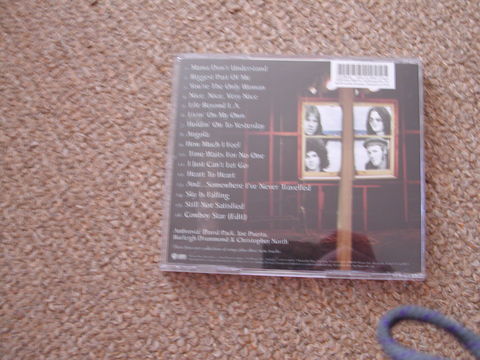 Mama Don't Understand
Biggest Part Of Me
You're The Only Woman
Nice, Nice, Very Nice
Life Beyond L.A.
Livin' On My Own
Holdin' On To Yesterday
Angola
How Much I Feel
Time Waits For No One
I Just Can't Let Go
Heart To Heart
And...Somewhere I've Never Travelled
She Is Falling
Still Not Satisfied
Cowboy Star (Edit)
Ambrosia: David Pack, Joe Puerta,
Burleigh Drummond & Christopher North